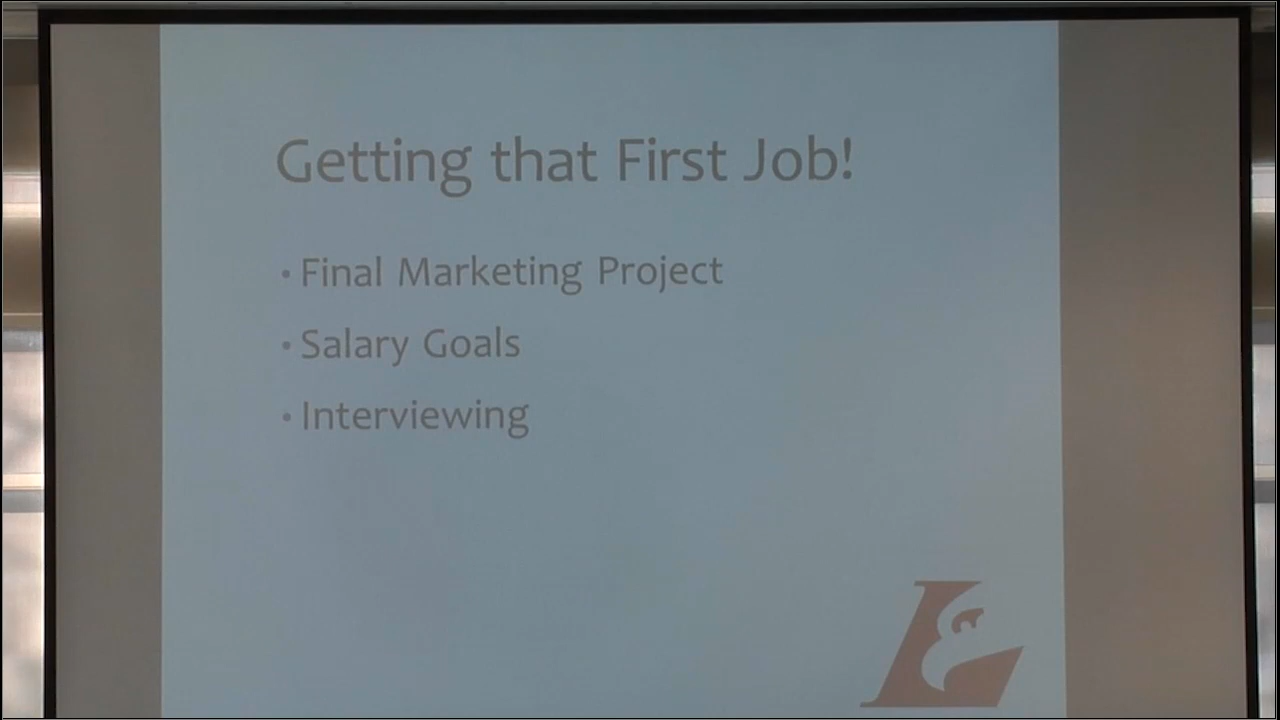 Getting that First Job!
• Final Marketing Project
• Salary Goals
• Interviewing
L